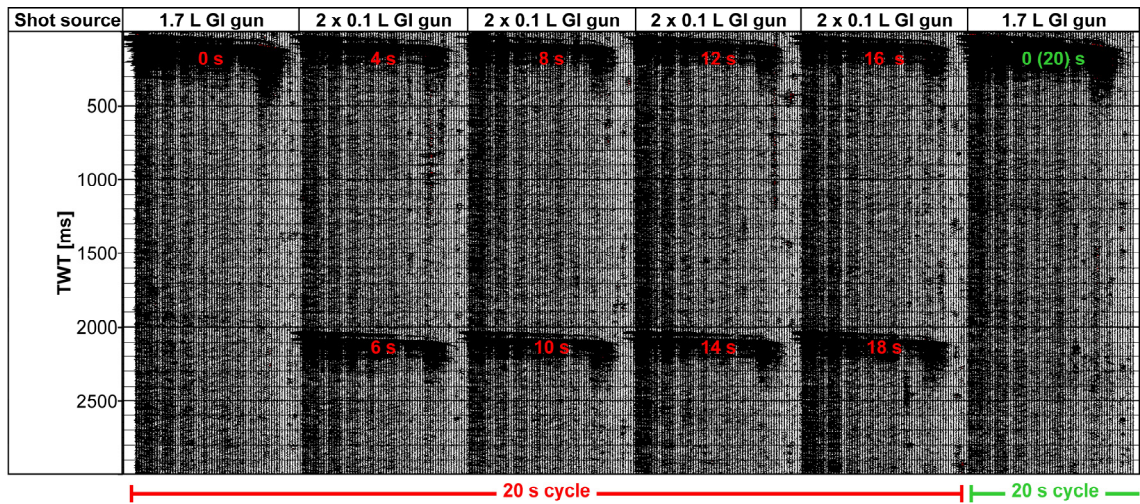 Shot source 1.7 L GI gun 2 x 0.1 L GI gun 2 x 0.1 L GI gun 2 x 0.1 L GI gun 2 x 0.1 L GI gun 1.7 L GI gun
0 s 4 s 8 s 12 s 16 s 0 (20) s
500
1000
TWT [ms]
1500
2000
6 s 10 s 14 s 18 s
2500
20 s cycle 20 s cycle